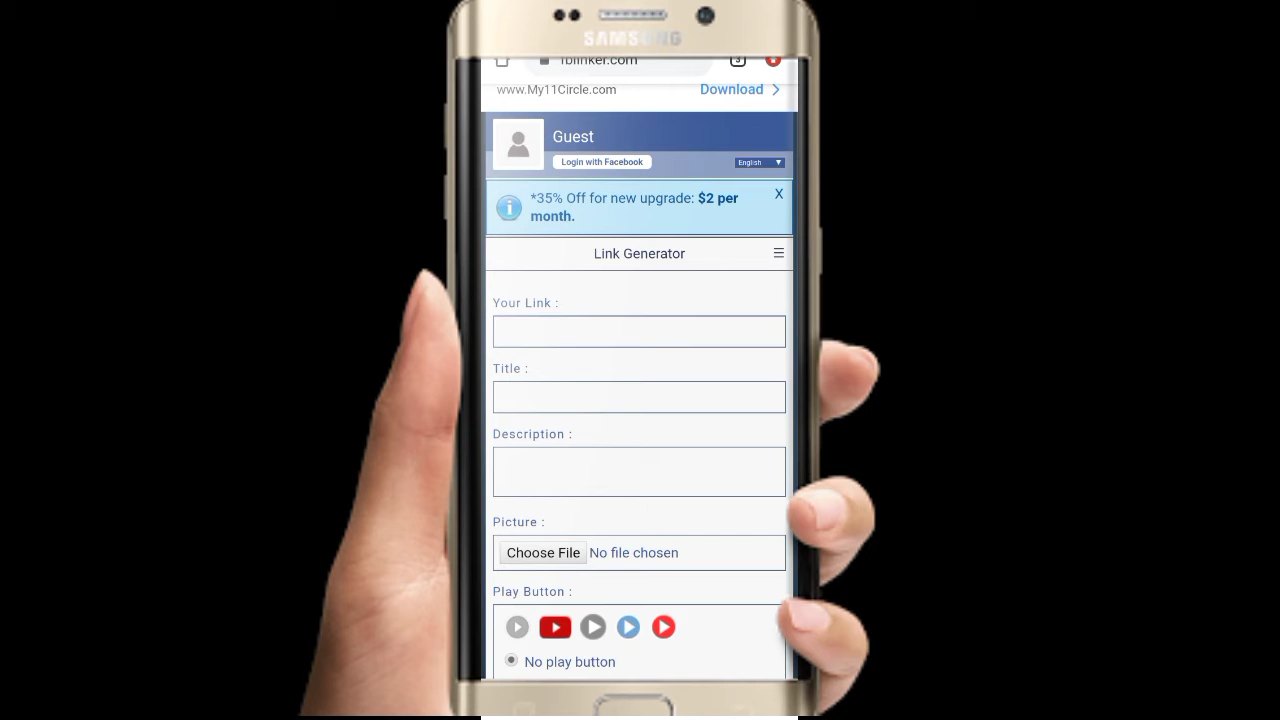 SAMSUNG
fblinker.com
3
www.My11Circle.com
Download
Guest
Login with Facebook
English
*35% Off for new upgrade: $2 per
month.
X
Link Generator
Your Link :
Title :
Description :
Picture :
Choose File No file chosen
Play Button :
No play button